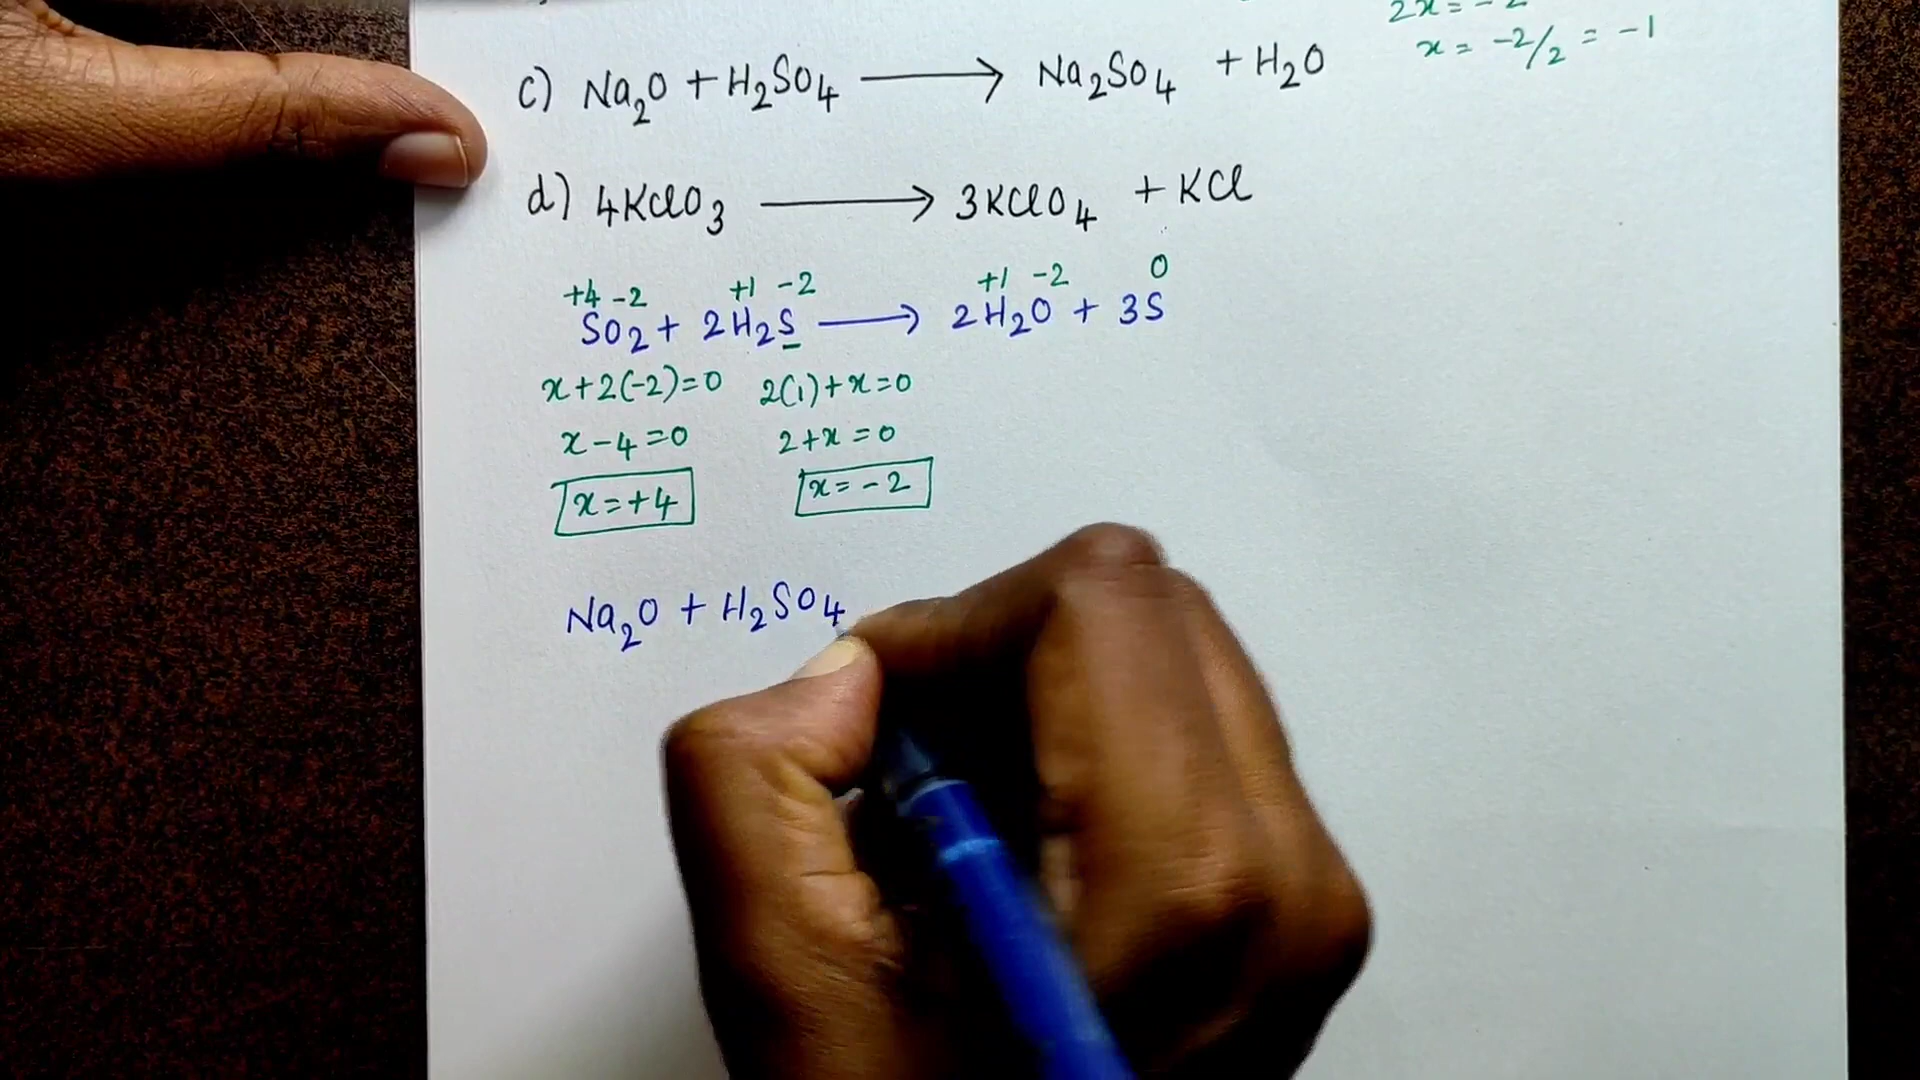 2x = -2
x = -2/2 = -1
c) Na2O + H2SO4 ⟶ Na2SO4 + H2O
d) 4KClO3 ⟶ 3KClO4 + KCl
+4 -2 +1 -2 +1 -2 0
SO2 + 2H2S ⟶ 2H2O + 3S
x+2(-2)=0 2(1)+x=0
x-4=0 2+x=0
x=+4 x=-2
Na2O + H2SO4